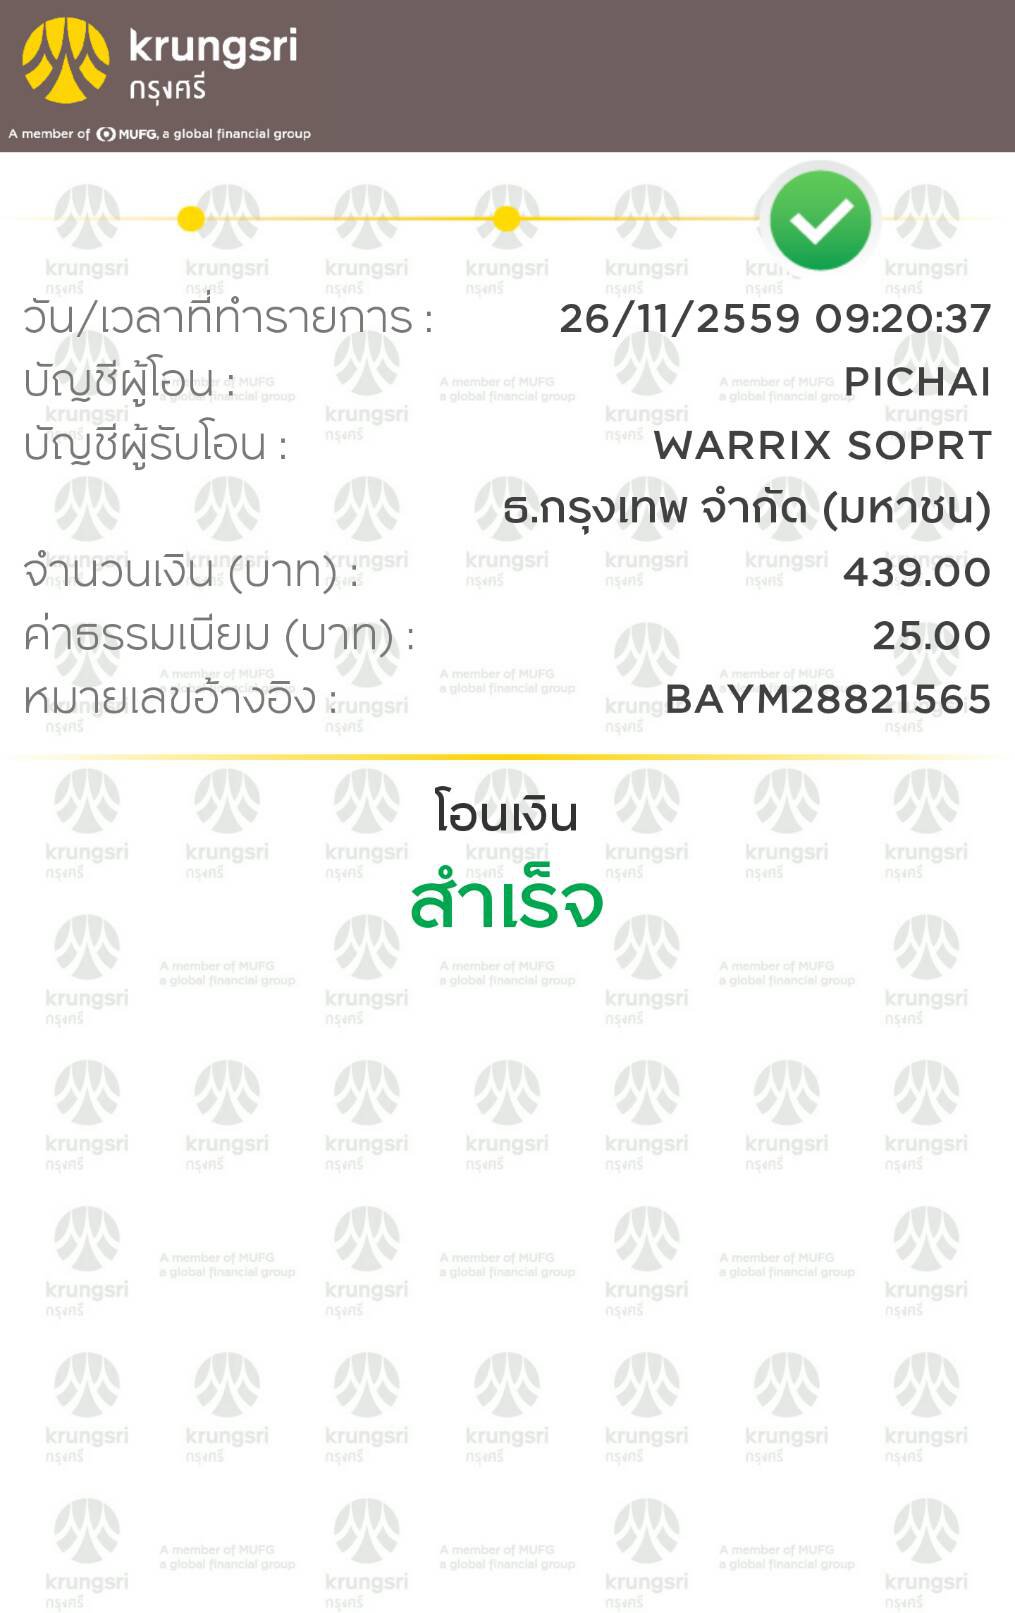 krungsri
กรุงศรี
A member of MUFG, a global financial group
วัน/เวลาที่ทำรายการ : 26/11/2559 09:20:37
บัญชีผู้โอน : PICHAI
บัญชีผู้รับโอน : WARRIX SOPRT
ธ.กรุงเทพ จำกัด (มหาชน)
จำนวนเงิน (บาท) : 439.00
ค่าธรรมเนียม (บาท) : 25.00
หมายเลขอ้างอิง : BAYM28821565
โอนเงิน
สำเร็จ